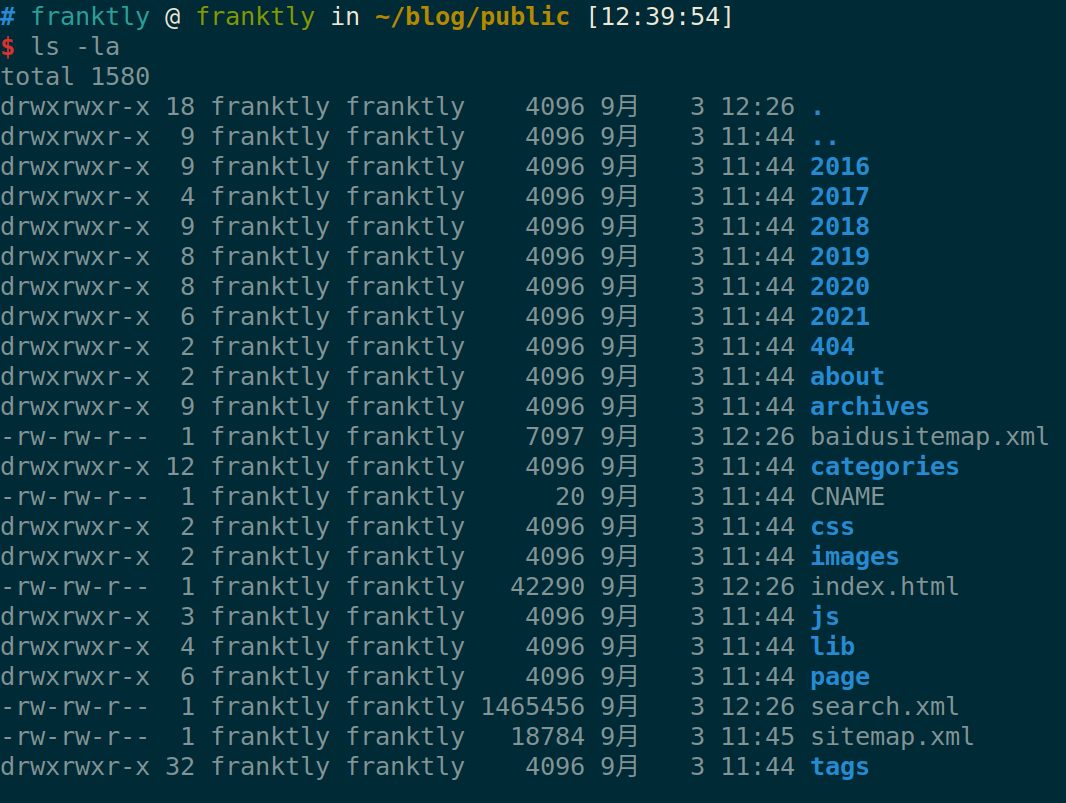 # franktly @ franktly in ~/blog/public [12:39:54]
$ ls -la
total 1580
drwxrwxr-x 18 franktly franktly    4096 9月   3 12:26 .
drwxrwxr-x  9 franktly franktly    4096 9月   3 11:44 ..
drwxrwxr-x  9 franktly franktly    4096 9月   3 11:44 2016
drwxrwxr-x  4 franktly franktly    4096 9月   3 11:44 2017
drwxrwxr-x  9 franktly franktly    4096 9月   3 11:44 2018
drwxrwxr-x  8 franktly franktly    4096 9月   3 11:44 2019
drwxrwxr-x  8 franktly franktly    4096 9月   3 11:44 2020
drwxrwxr-x  6 franktly franktly    4096 9月   3 11:44 2021
drwxrwxr-x  2 franktly franktly    4096 9月   3 11:44 404
drwxrwxr-x  2 franktly franktly    4096 9月   3 11:44 about
drwxrwxr-x  9 franktly franktly    4096 9月   3 11:44 archives
-rw-rw-r--  1 franktly franktly    7097 9月   3 12:26 baidusitemap.xml
drwxrwxr-x 12 franktly franktly    4096 9月   3 11:44 categories
-rw-rw-r--  1 franktly franktly      20 9月   3 11:44 CNAME
drwxrwxr-x  2 franktly franktly    4096 9月   3 11:44 css
drwxrwxr-x  2 franktly franktly    4096 9月   3 11:44 images
-rw-rw-r--  1 franktly franktly   42290 9月   3 12:26 index.html
drwxrwxr-x  3 franktly franktly    4096 9月   3 11:44 js
drwxrwxr-x  4 franktly franktly    4096 9月   3 11:44 lib
drwxrwxr-x  6 franktly franktly    4096 9月   3 11:44 page
-rw-rw-r--  1 franktly franktly 1465456 9月   3 12:26 search.xml
-rw-rw-r--  1 franktly franktly   18784 9月   3 11:45 sitemap.xml
drwxrwxr-x 32 franktly franktly    4096 9月   3 11:44 tags